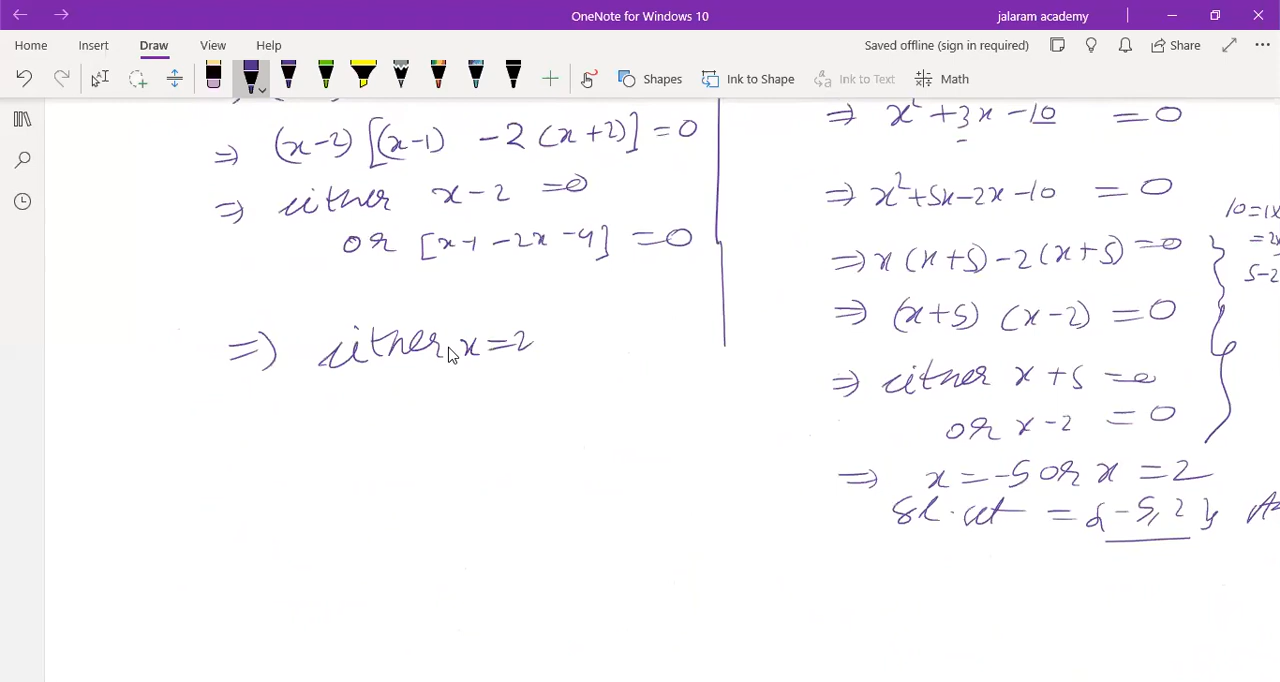 OneNote for Windows 10
jalaram academy
Home Insert Draw View Help
Saved offline (sign in required) Share
Shapes Ink to Shape Ink to Text Math
⇒ (x-2) [(x-1) -2 (x+2)] =0
⇒ either x-2 =0
or [x-1 -2x-4] =0
⇒ either x=2
⇒ x²+3x-10 =0
⇒ x²+5x-2x-10 =0
⇒ x(x+5)-2(x+5)=0
⇒ (x+5) (x-2) =0
⇒ either x+5 =0
or x-2 =0
⇒ x=-5 or x=2
Sl. set = {-5, 2}
10=1x
=2x
5-2